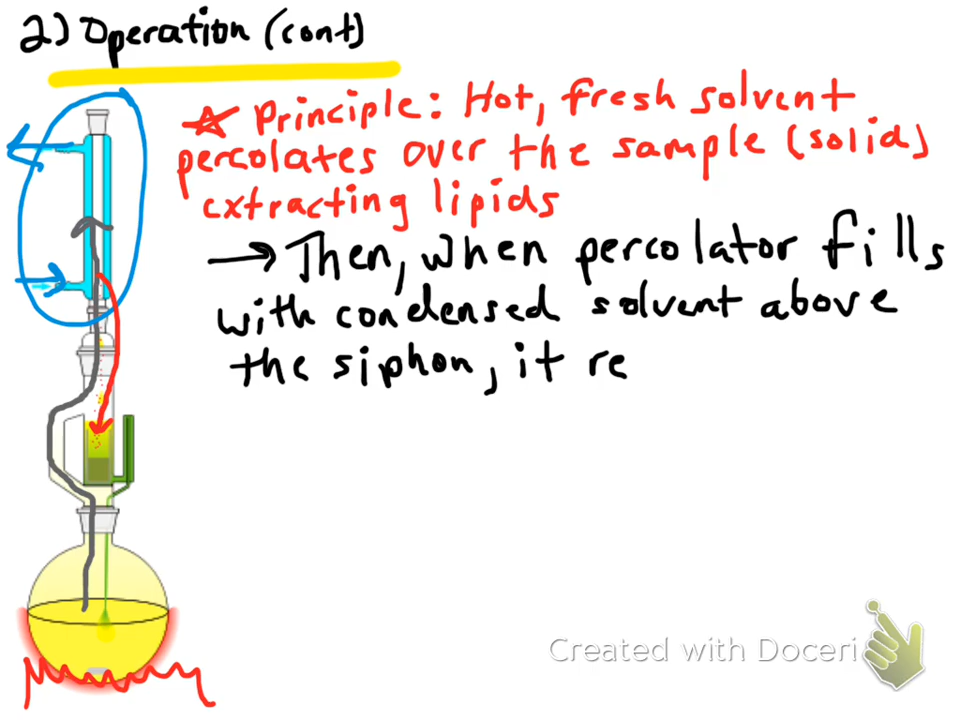 2) Operation (cont)
☆ Principle: Hot, fresh solvent
percolates over the sample (solid)
extracting lipids
→ Then, when percolator fills
with condensed solvent above
the siphon, it re
Created with Doceri